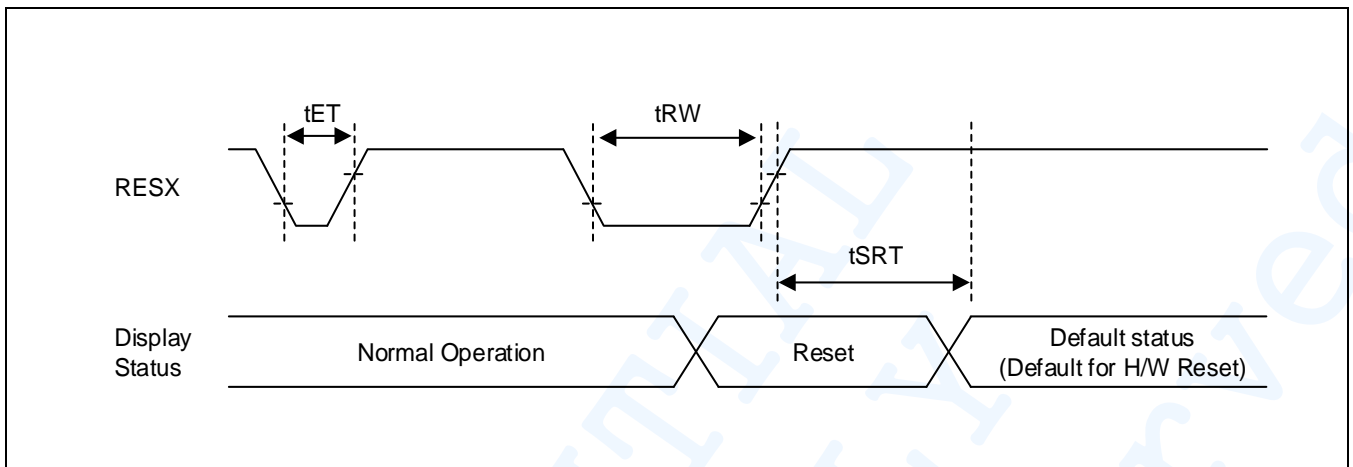 tET
tRW
RESX
tSRT
Display
Status
Normal Operation
Reset
Default status
(Default for H/W Reset)